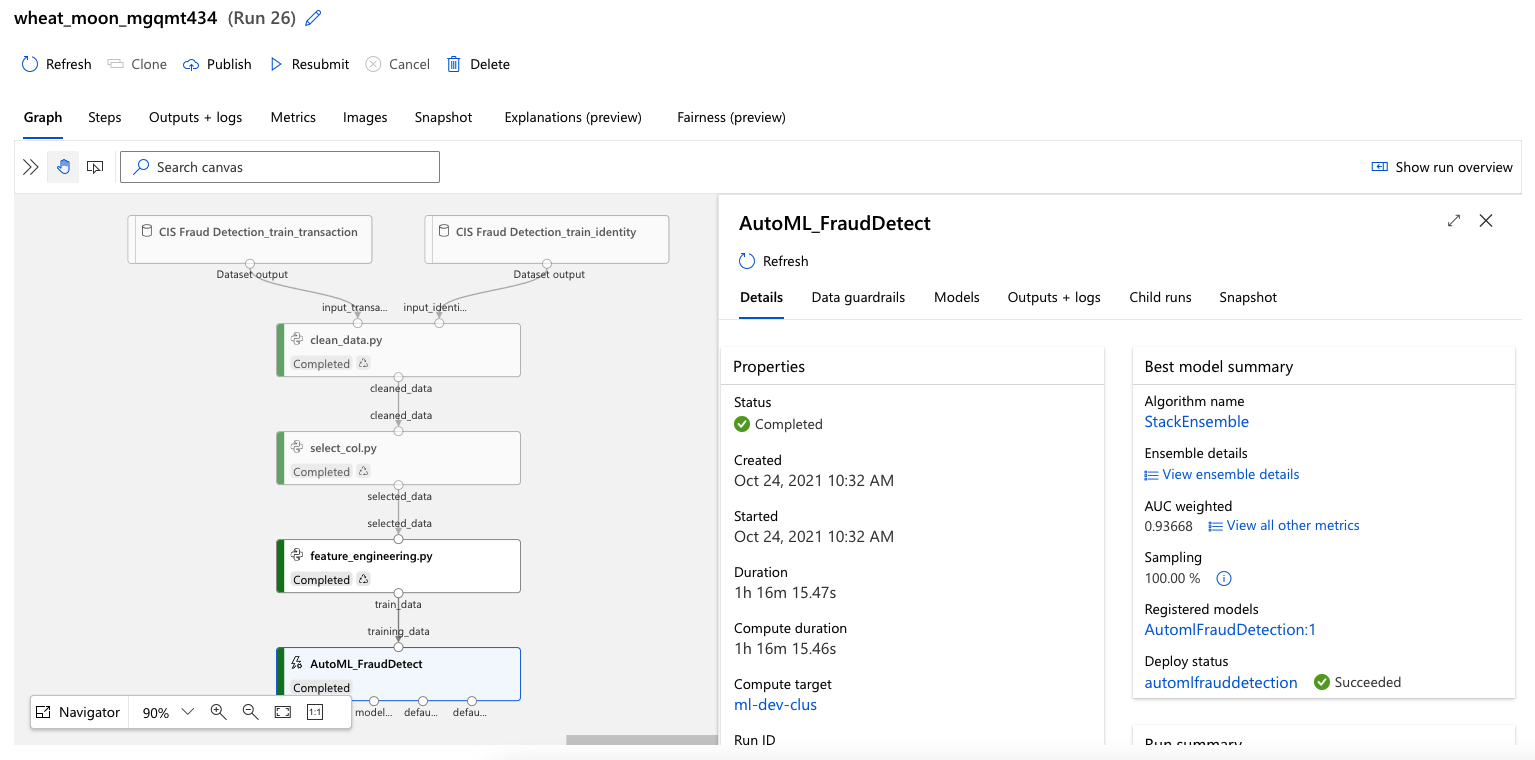 wheat_moon_mgqmt434 (Run 26)
Refresh Clone Publish Resubmit Cancel Delete
Graph Steps Outputs + logs Metrics Images Snapshot Explanations (preview) Fairness (preview)
Search canvas
Show run overview
CIS Fraud Detection_train_transaction
CIS Fraud Detection_train_identity
Dataset output
Dataset output
input_transa...
input_identi...
clean_data.py
Completed
cleaned_data
cleaned_data
select_col.py
Completed
selected_data
selected_data
feature_engineering.py
Completed
train_data
training_data
AutoML_FraudDetect
Completed
model... defau... defau...
Navigator 90% 1:1
AutoML_FraudDetect
Refresh
Details Data guardrails Models Outputs + logs Child runs Snapshot
Properties
Status
Completed
Created
Oct 24, 2021 10:32 AM
Started
Oct 24, 2021 10:32 AM
Duration
1h 16m 15.47s
Compute duration
1h 16m 15.46s
Compute target
ml-dev-clus
Run ID
Best model summary
Algorithm name
StackEnsemble
Ensemble details
View ensemble details
AUC weighted
0.93668 View all other metrics
Sampling
100.00 %
Registered models
AutomlFraudDetection:1
Deploy status
automlfrauddetection Succeeded
Run summary